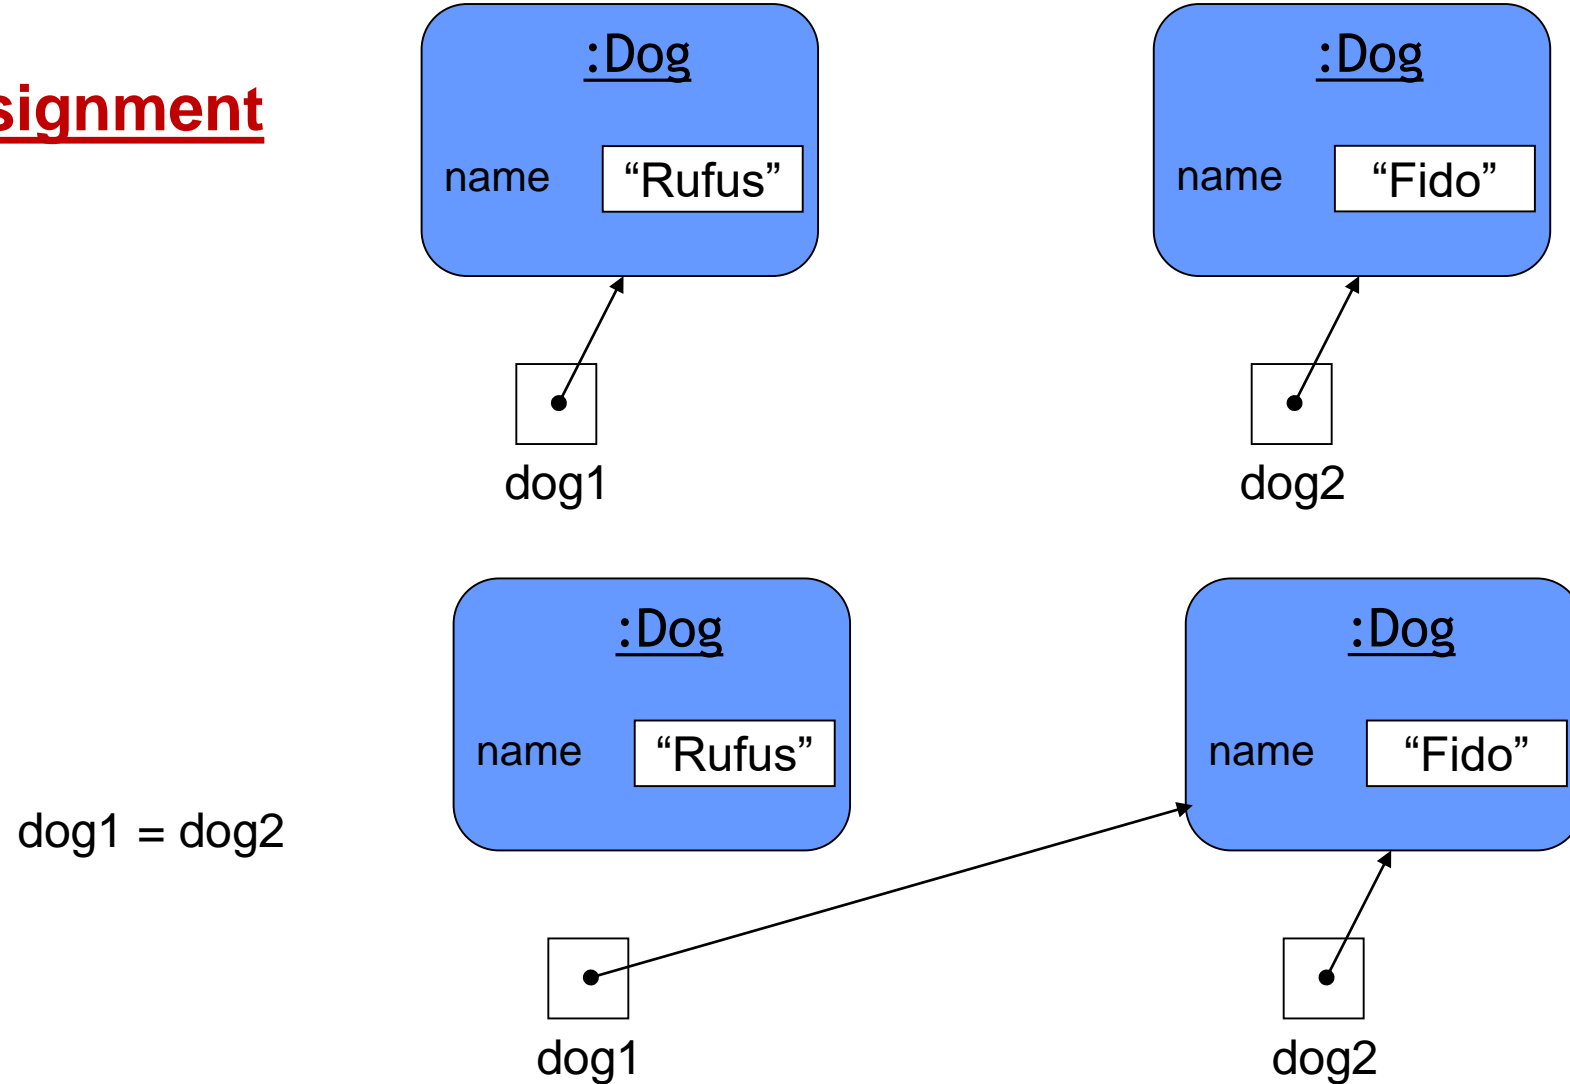 signment
:Dog
:Dog
name “Rufus”
name “Fido”
dog1
dog2
:Dog
:Dog
name “Rufus”
name “Fido”
dog1 = dog2
dog1
dog2